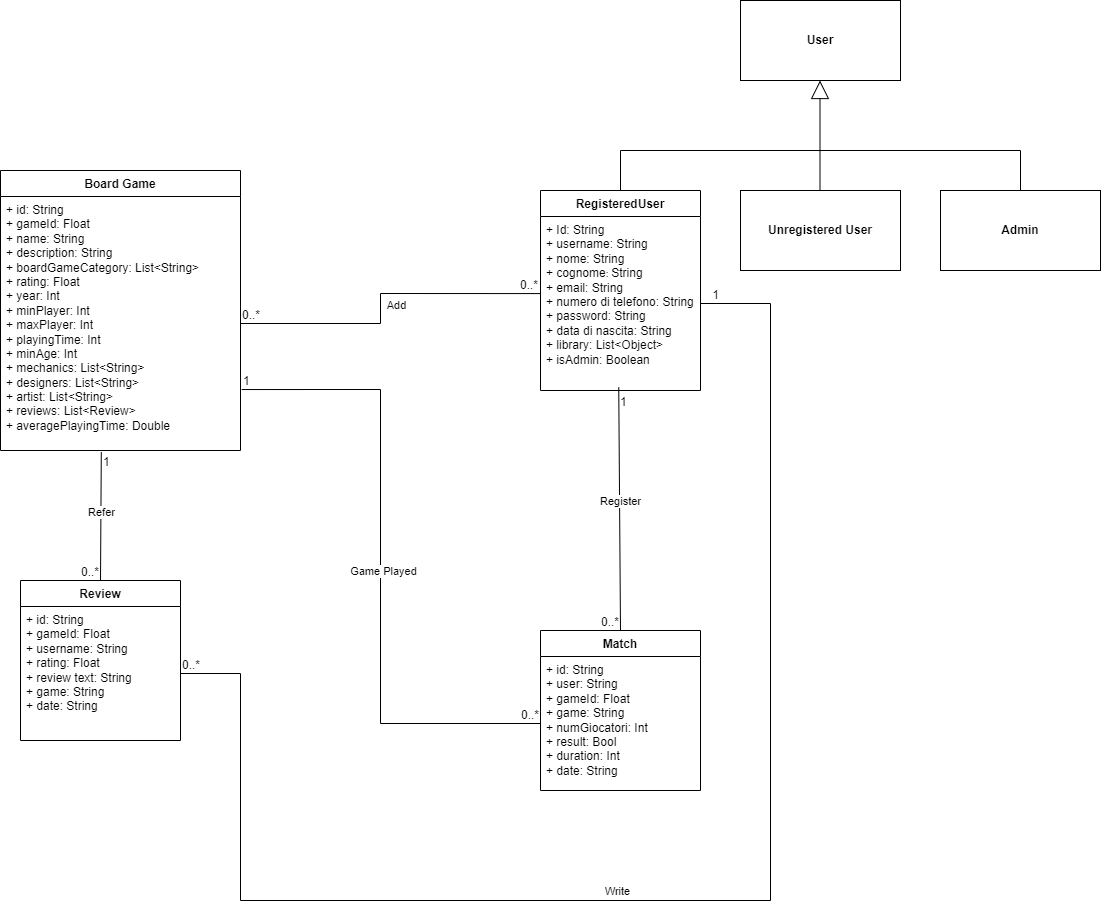 User
Board Game
+ id: String
+ gameId: Float
+ name: String
+ description: String
+ boardGameCategory: List<String>
+ rating: Float
+ year: Int
+ minPlayer: Int
+ maxPlayer: Int
+ playingTime: Int
+ minAge: Int
+ mechanics: List<String>
+ designers: List<String>
+ artist: List<String>
+ reviews: List<Review>
+ averagePlayingTime: Double
RegisteredUser
+ Id: String
+ username: String
+ nome: String
+ cognome: String
+ email: String
+ numero di telefono: String
+ password: String
+ data di nascita: String
+ library: List<Object>
+ isAdmin: Boolean
Unregistered User
Admin
0..*
Add
0..*
1
1
1
Refer
0..*
1
Register
0..*
Game Played
0..*
Review
+ id: String
+ gameId: Float
+ username: String
+ rating: Float
+ review text: String
+ game: String
+ date: String
0..*
Match
+ id: String
+ user: String
+ gameId: Float
+ game: String
+ numGiocatori: Int
+ result: Bool
+ duration: Int
+ date: String
Write